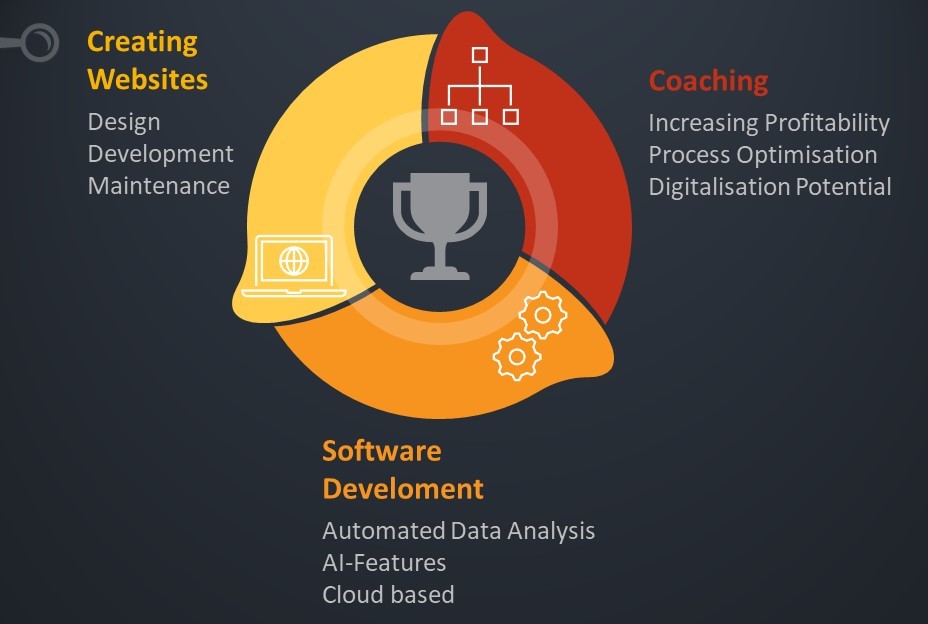 Creating
Websites
Design
Development
Maintenance
Coaching
Increasing Profitability
Process Optimisation
Digitalisation Potential
Software
Develoment
Automated Data Analysis
AI-Features
Cloud based